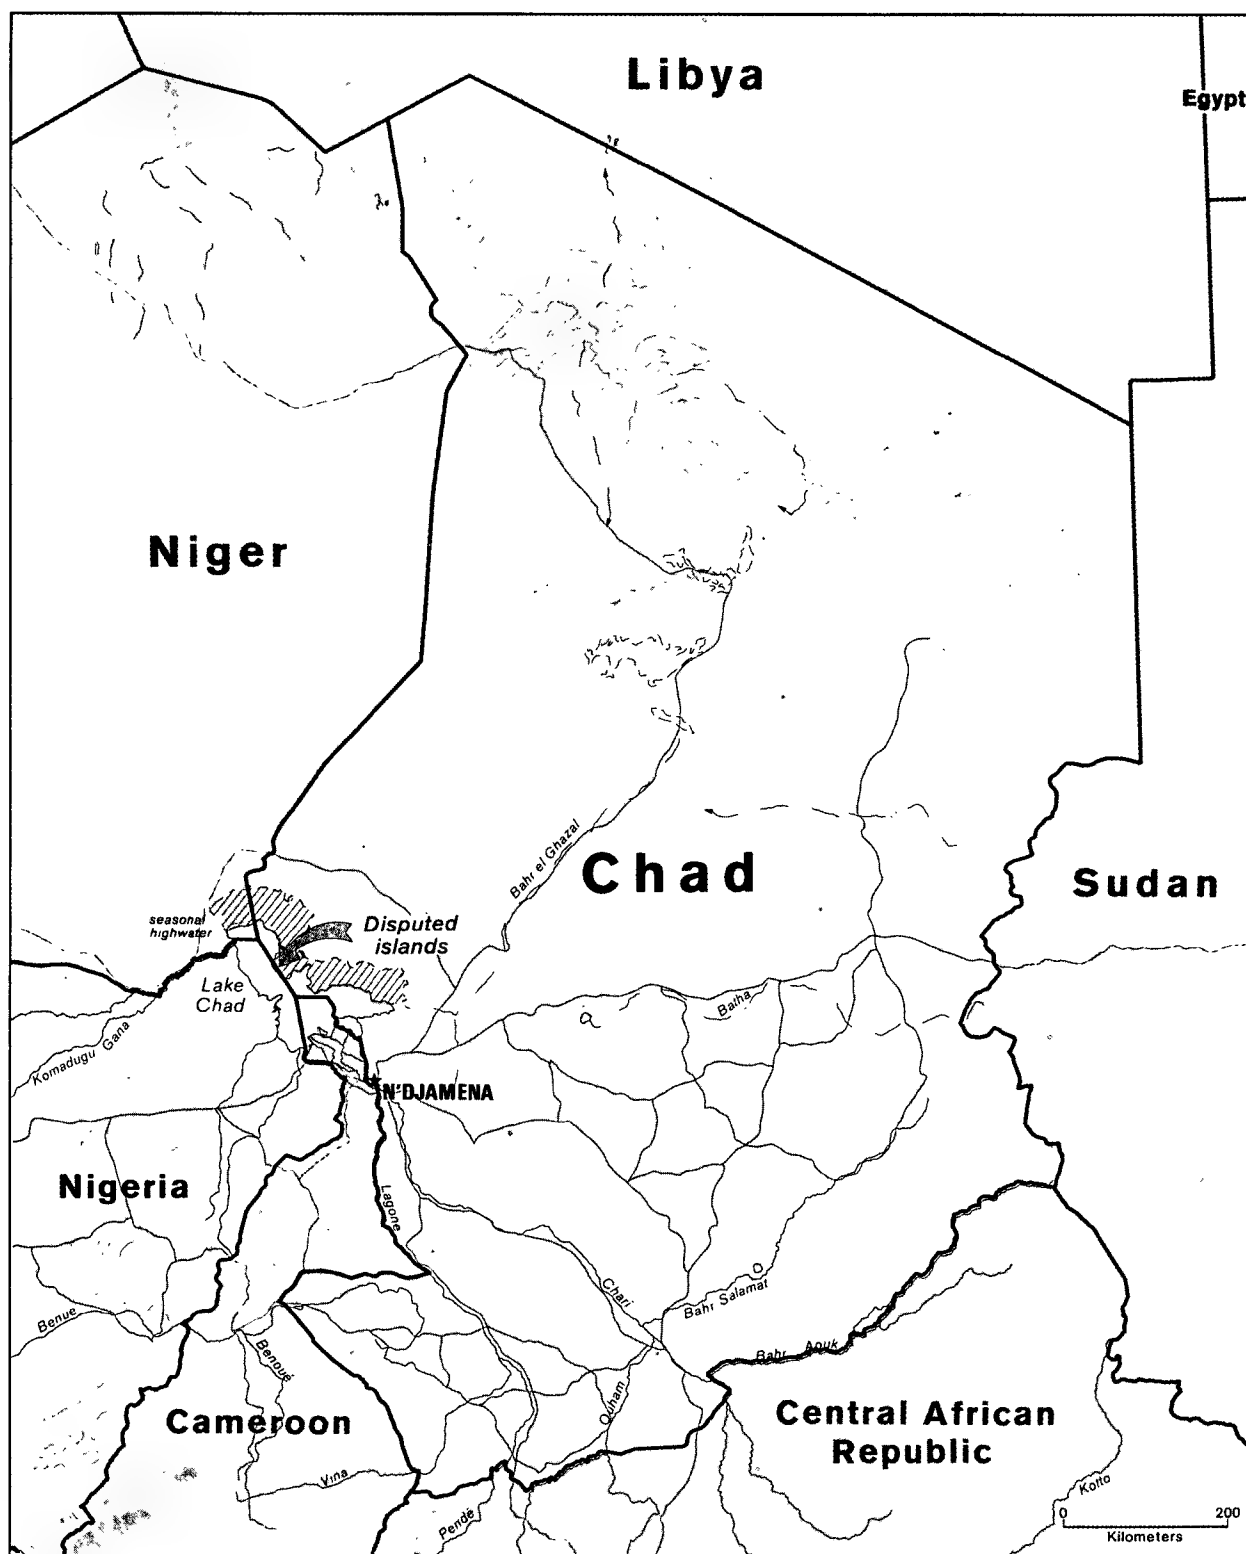 Libya
Egypt
Niger
Bahr el Ghazal
Chad
Sudan
seasonal
highwater
Disputed
islands
Lake
Chad
Batha
Komadugu Gana
N'DJAMENA
Nigeria
Lagone
Chari
Bahr Salamat
Benue
Benoué
Bahr Aouk
Ouham
Cameroon
Central African
Republic
Vina
Pendé
Kotto
0 200
Kilometers